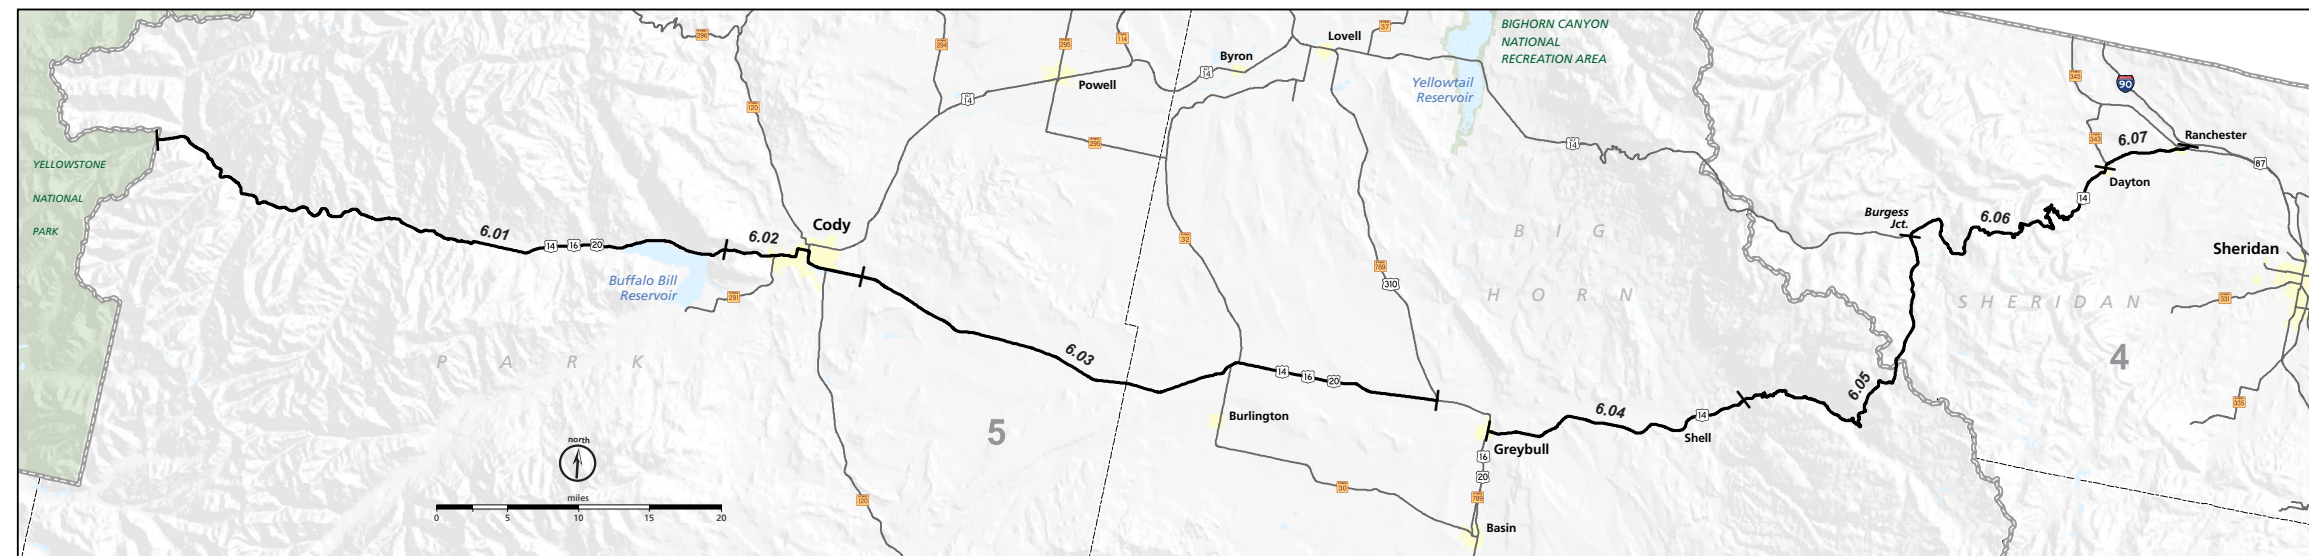 BIGHORN CANYON
NATIONAL
RECREATION AREA
37
Lovell
296
294
295
114
Byron
14
Powell
14
Yellowtail
Reservoir
345
90
120
295
14
343
6.07
Ranchester
87
YELLOWSTONE
NATIONAL
PARK
Dayton
14
6.01
14
16
20
6.02
Cody
32
789
310
B I G
H O R N
Burgess
Jct.
6.06
Sheridan
Buffalo Bill
Reservoir
291
S H E R I D A N
331
P A R K
6.03
14
16
20
4
6.05
335
5
Burlington
6.04
14
Shell
Greybull
16
20
789
30
Basin
120
north
miles
0
5
10
15
20